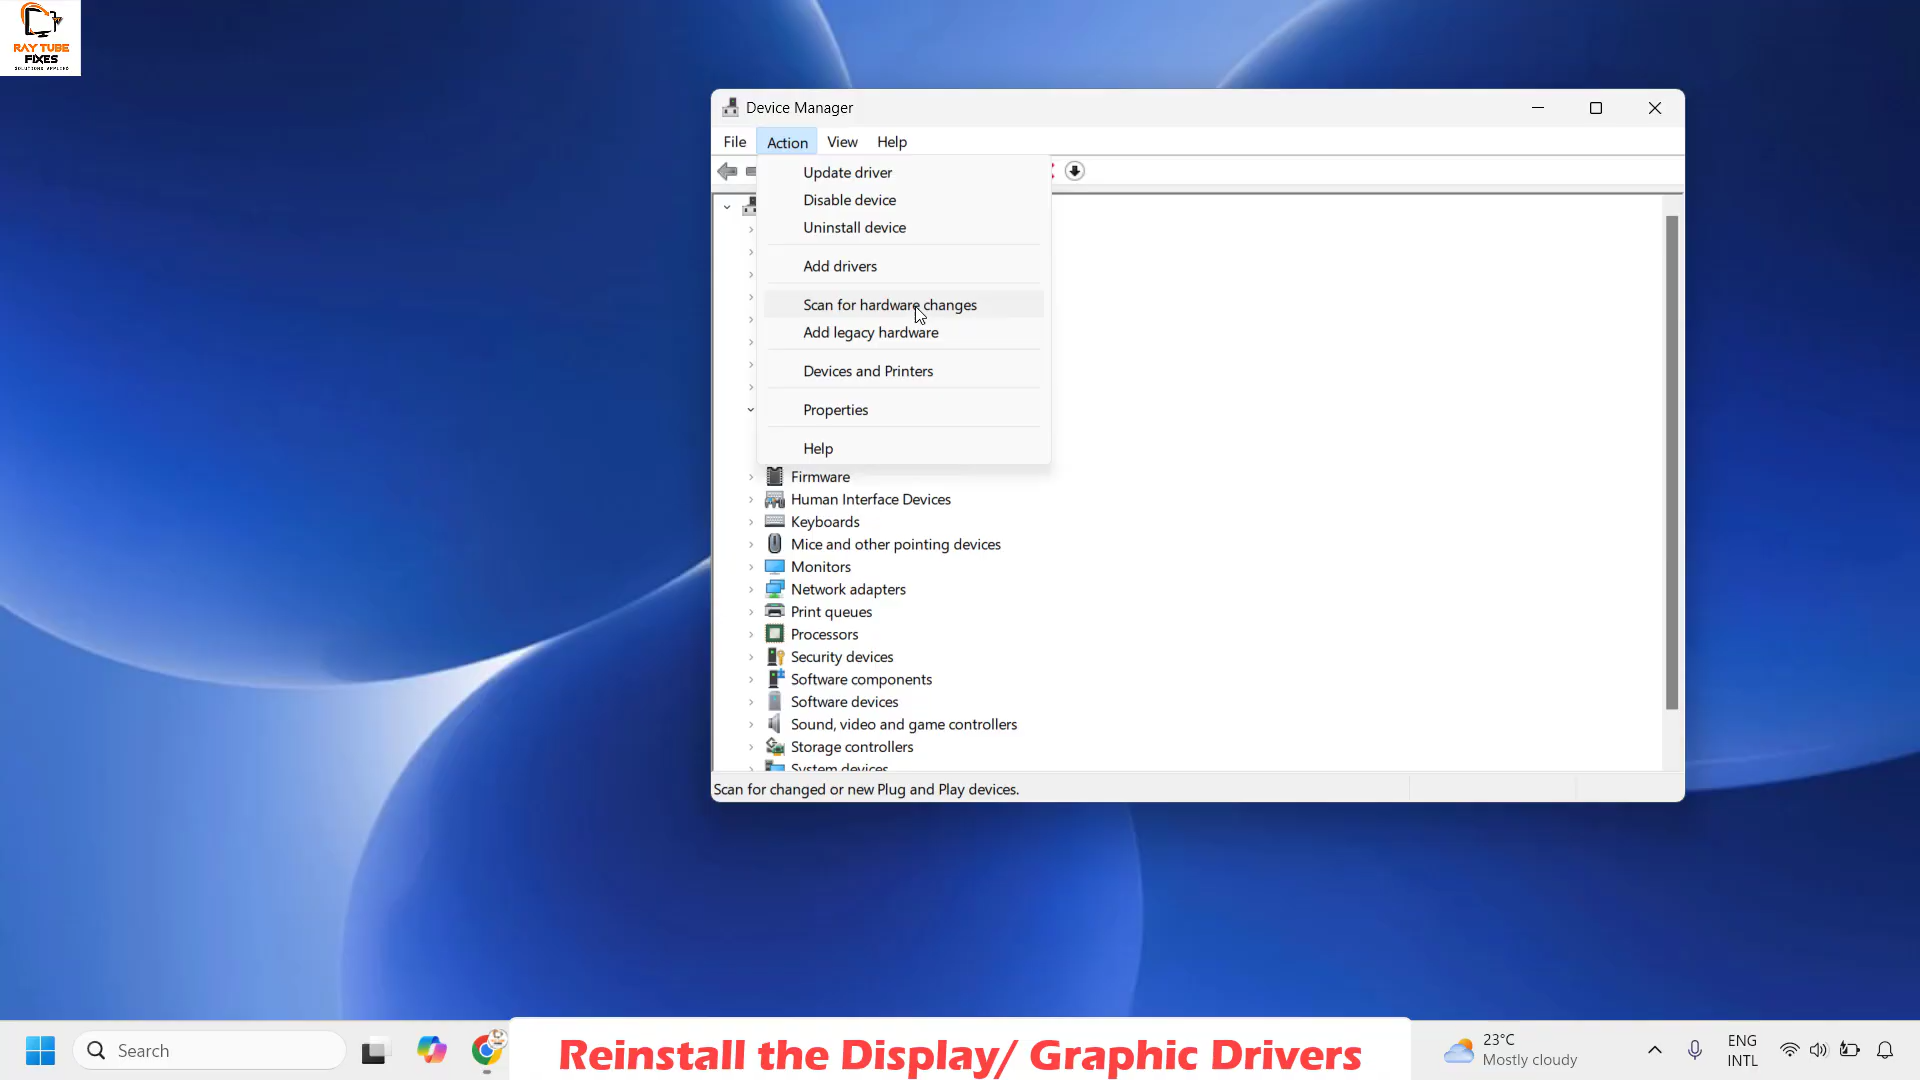 RAY TUBE
FIXES
SOLUTIONS APPLIED
Device Manager
File Action View Help
Update driver
Disable device
Uninstall device
Add drivers
Scan for hardware changes
Add legacy hardware
Devices and Printers
Properties
Help
Firmware
Human Interface Devices
Keyboards
Mice and other pointing devices
Monitors
Network adapters
Print queues
Processors
Security devices
Software components
Software devices
Sound, video and game controllers
Storage controllers
System devices
Scan for changed or new Plug and Play devices.
Search
Reinstall the Display/ Graphic Drivers
23°C
Mostly cloudy
ENG
INTL